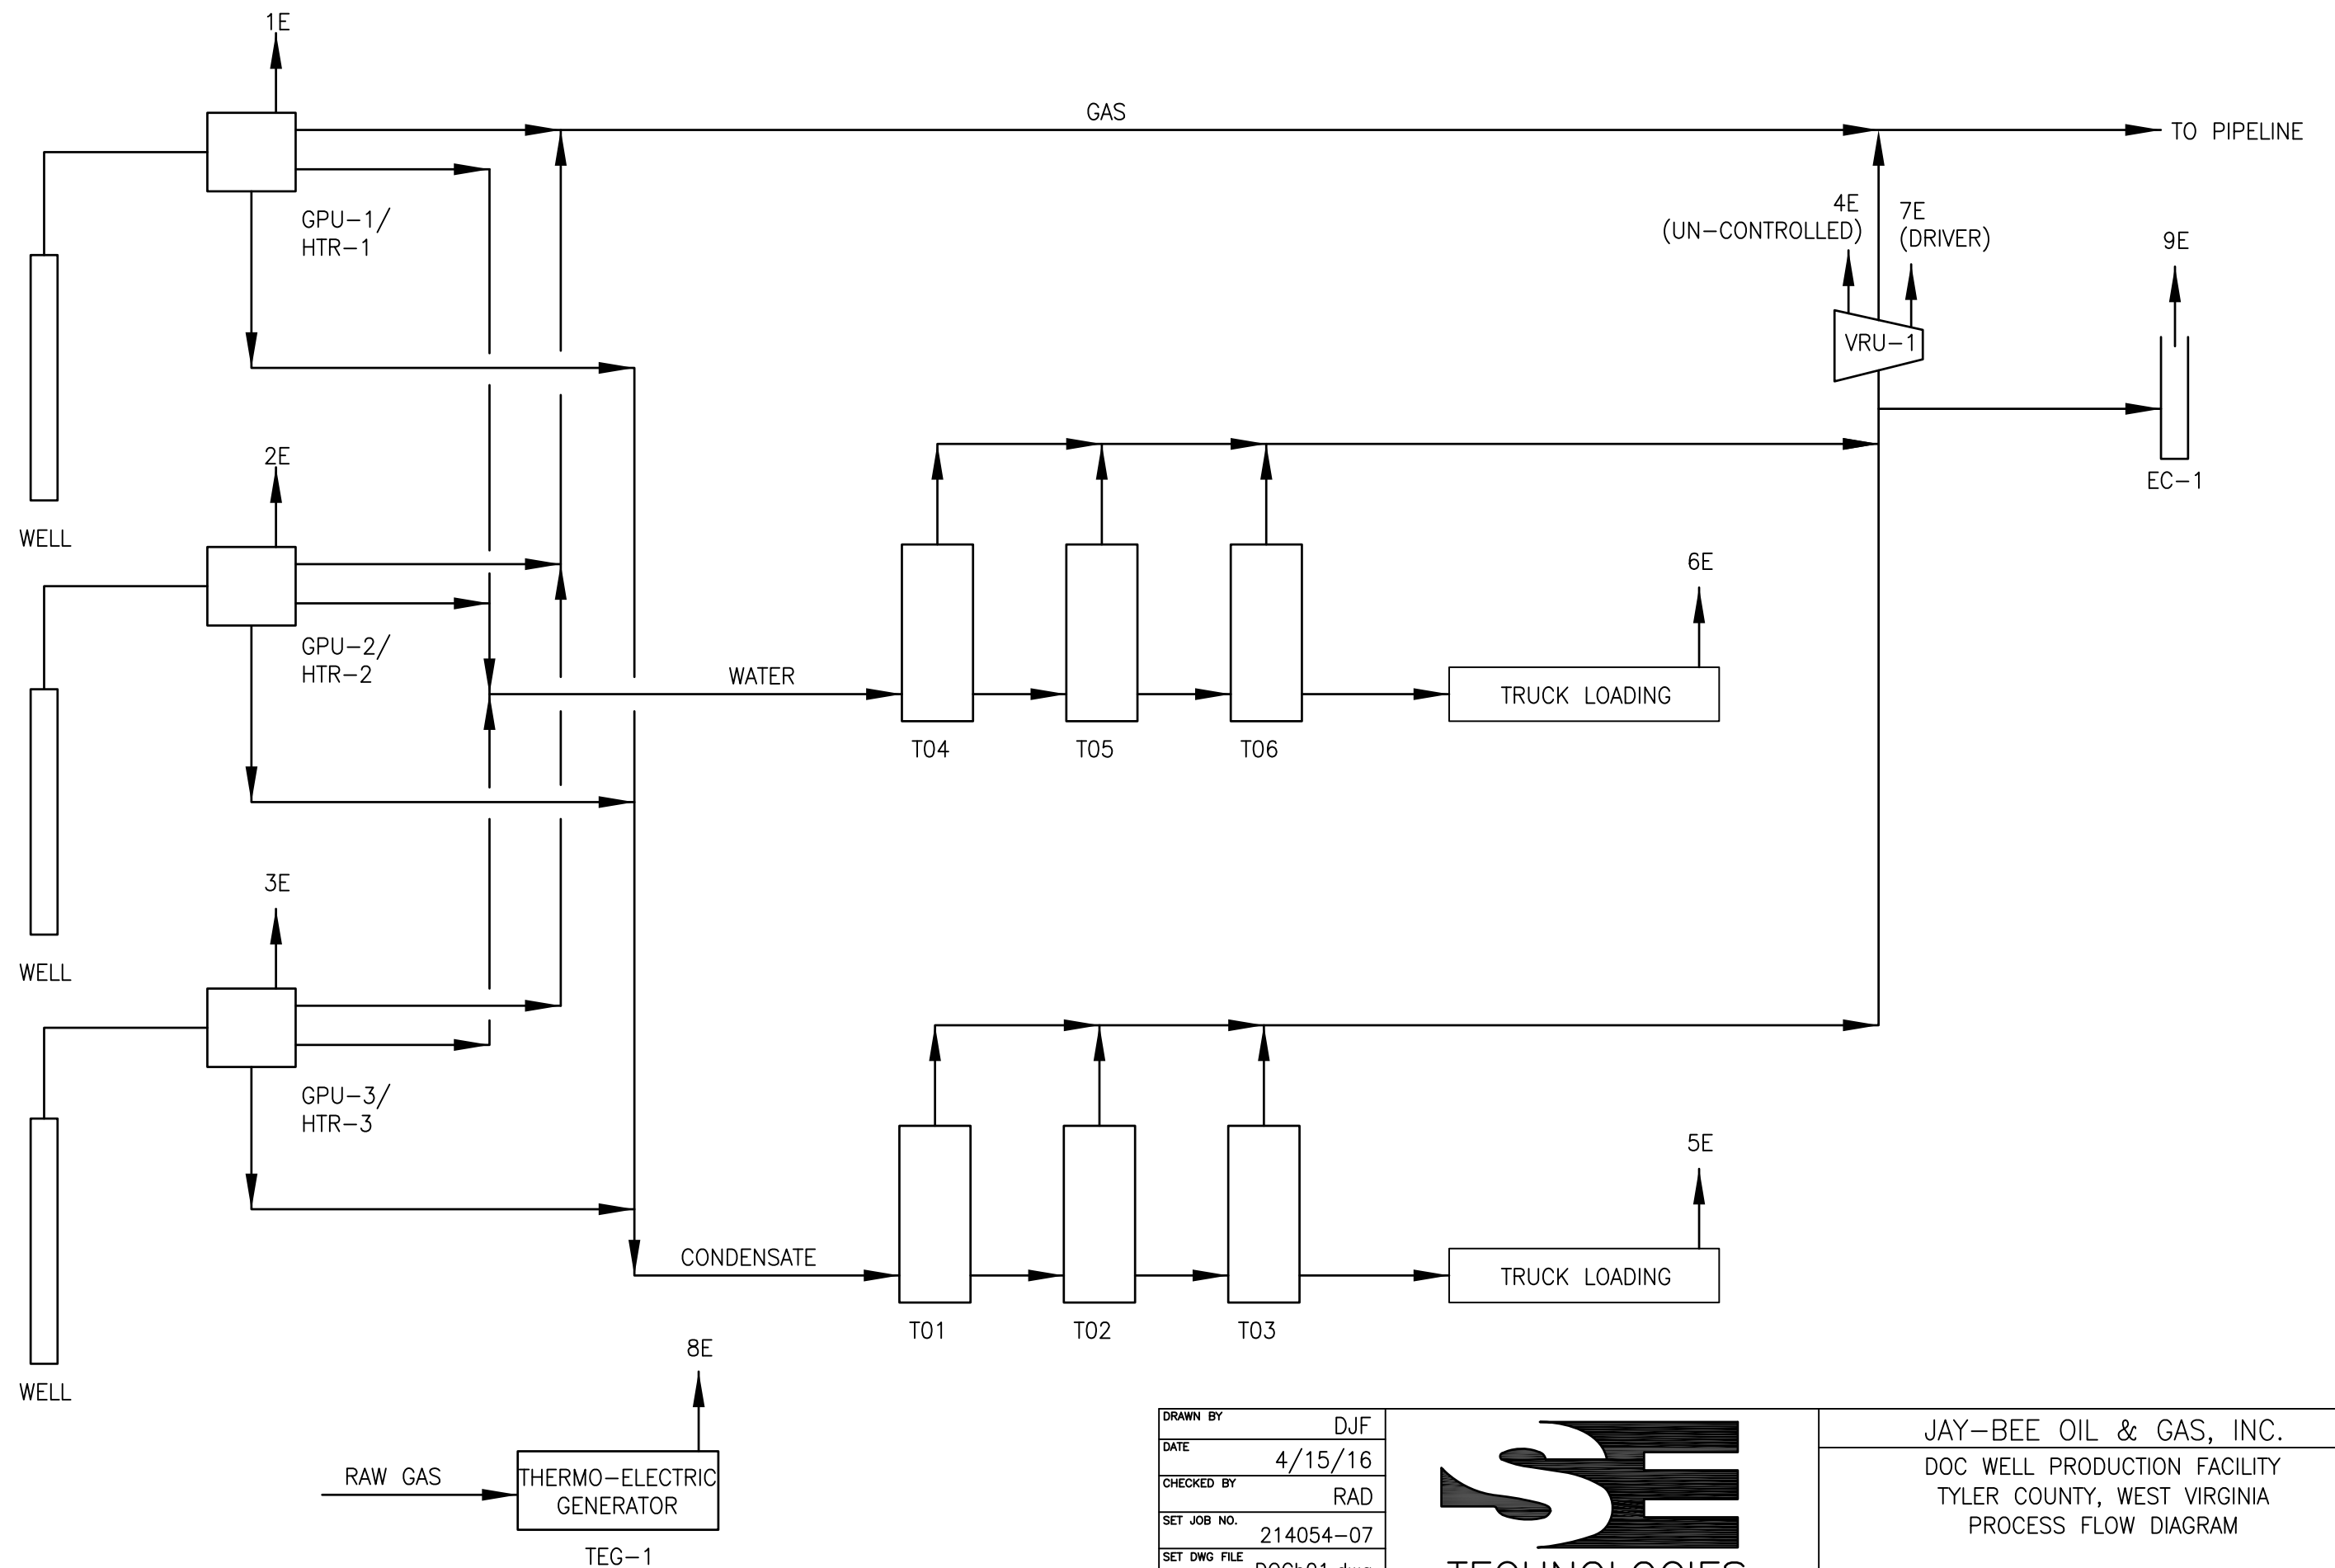 1E
GAS
TO PIPELINE
GPU-1/
HTR-1
4E
(UN-CONTROLLED)
7E
(DRIVER)
9E
VRU-1
EC-1
WELL
2E
6E
GPU-2/
HTR-2
WATER
TRUCK LOADING
T04
T05
T06
WELL
3E
GPU-3/
HTR-3
5E
CONDENSATE
TRUCK LOADING
T01
T02
T03
WELL
8E
RAW GAS
THERMO-ELECTRIC
GENERATOR
TEG-1
DRAWN BY
DJF
DATE
4/15/16
CHECKED BY
RAD
SET JOB NO.
214054-07
SET DWG FILE
SE
TECHNOLOGIES
JAY-BEE OIL & GAS, INC.
DOC WELL PRODUCTION FACILITY
TYLER COUNTY, WEST VIRGINIA
PROCESS FLOW DIAGRAM